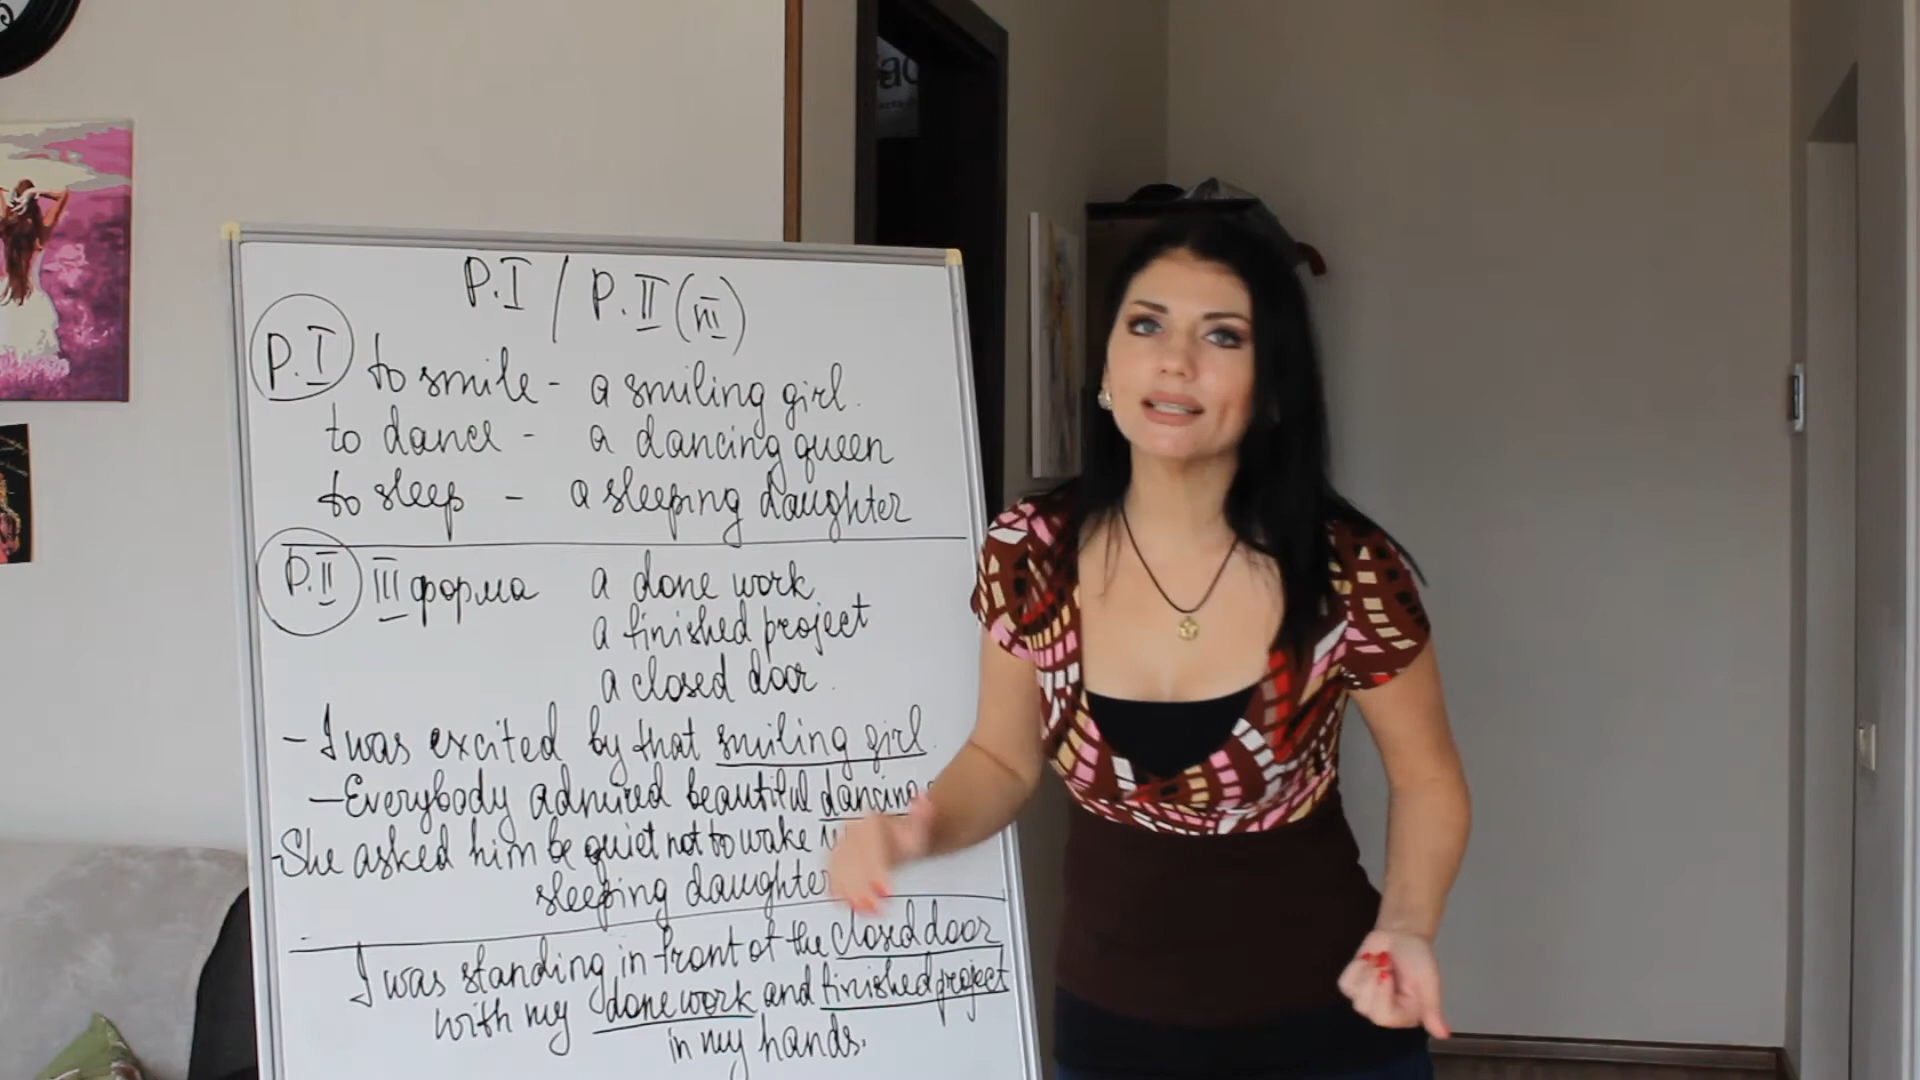 P.I / P.II (III)
P.I to smile - a smiling girl.
to dance - a dancing queen
to sleep - a sleeping daughter
P.II III форма a done work
a finished project
a closed door.
- I was excited by that smiling girl.
- Everybody admired beautiful dancing
- She asked him be quiet not to wake
sleeping daughter
I was standing in front of the closed door
with my done work and finished project
in my hands.